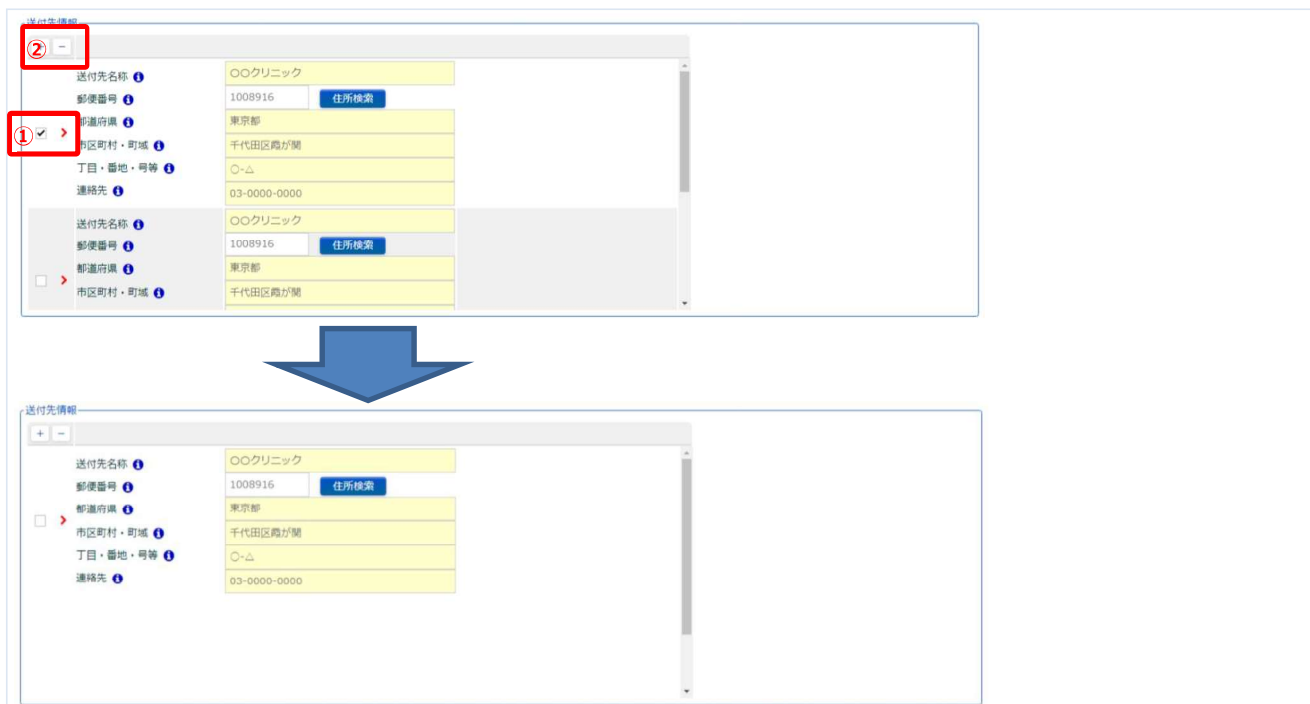 送付先情報
② −
送付先名称 〇〇クリニック
郵便番号 1008916 住所検索
① 都道府県 東京都
市区町村・町域 千代田区霞が関
丁目・番地・号等 〇-△
連絡先 03-0000-0000
送付先名称 〇〇クリニック
郵便番号 1008916 住所検索
都道府県 東京都
市区町村・町域 千代田区霞が関
送付先情報
+ −
送付先名称 〇〇クリニック
郵便番号 1008916 住所検索
都道府県 東京都
市区町村・町域 千代田区霞が関
丁目・番地・号等 〇-△
連絡先 03-0000-0000